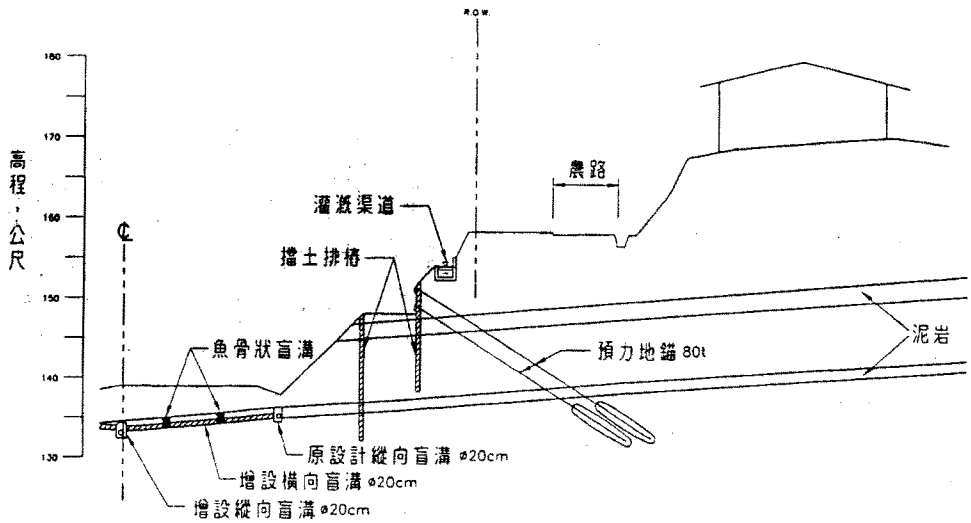 R.O.W.
180
170
160
150
140
130
高程，公尺
℄
農路
灌溉渠道
擋土排樁
魚骨狀盲溝
泥岩
預力地錨 80t
原設計縱向盲溝 ø20cm
增設橫向盲溝 ø20cm
增設縱向盲溝 ø20cm